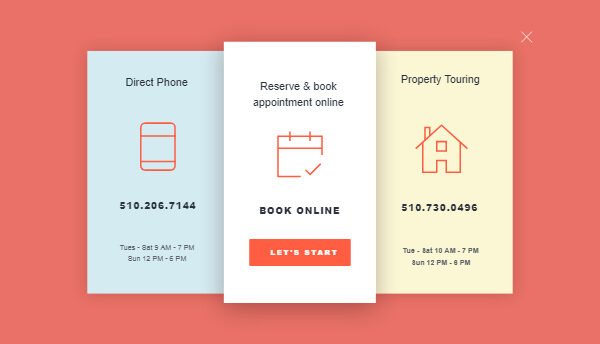 Direct Phone
510.206.7144
Tues - Sat 9 AM - 7 PM
Sun 12 PM - 6 PM
Reserve & book
appointment online
BOOK ONLINE
LET'S START
Property Touring
510.730.0496
Tue - Sat 10 AM - 7 PM
Sun 12 PM - 6 PM